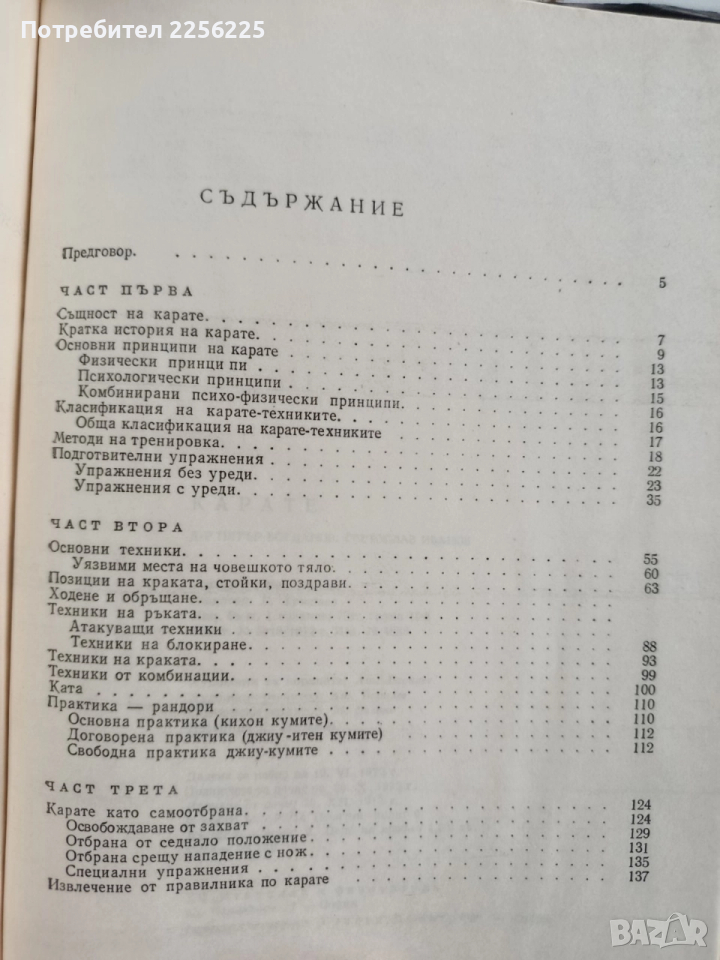 Потребител 2256225
СЪДЪРЖАНИЕ
Предговор. 5
ЧАСТ ПЪРВА
Същност на карате. 7
Кратка история на карате. 9
Основни принципи на карате 13
Физически принципи 13
Психологически принципи 15
Комбинирани психо-физически принципи. 16
Класификация на карате-техниките. 16
Обща класификация на карате-техниките 17
Методи на тренировка. 18
Подготвителни упражнения 22
Упражнения без уреди. 23
Упражнения с уреди. 35
ЧАСТ ВТОРА
Основни техники. 55
Уязвими места на човешкото тяло. 60
Позиции на краката, стойки, поздрави. 63
Ходене и обръщане.
Техники на ръката.
Атакуващи техники
Техники на блокиране. 88
Техники на краката. 93
Техники от комбинации. 99
Ката 100
Практика — рандори 110
Основна практика (кихон кумите). 110
Договорена практика (джиу-итен кумите) 112
Свободна практика джиу-кумите 112
ЧАСТ ТРЕТА
Карате като самоотбрана. 124
Освобождаване от захват 124
Отбрана от седнало положение 129
Отбрана срещу нападение с нож. 131
Специални упражнения 135
Извлечение от правилника по карате 137
BAZAR